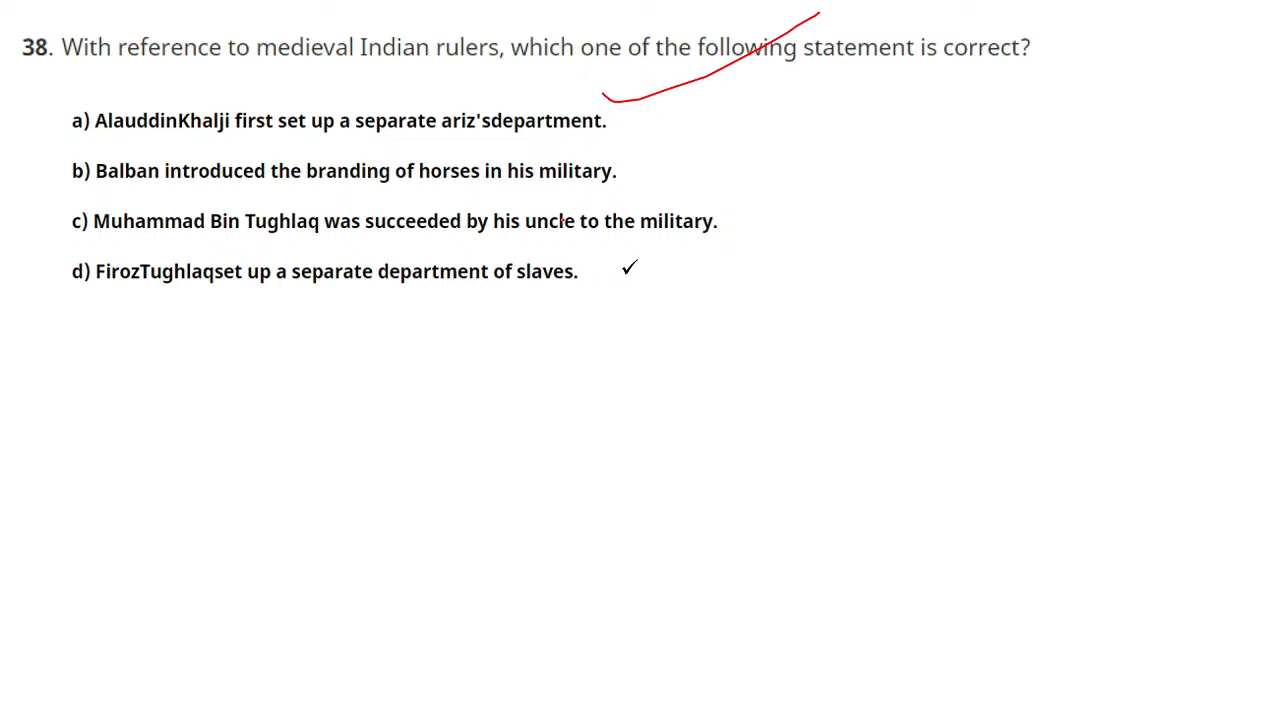 38. With reference to medieval Indian rulers, which one of the following statement is correct?
a) AlauddinKhalji first set up a separate ariz'sdepartment.
b) Balban introduced the branding of horses in his military.
c) Muhammad Bin Tughlaq was succeeded by his uncle to the military.
d) FirozTughlaqset up a separate department of slaves.